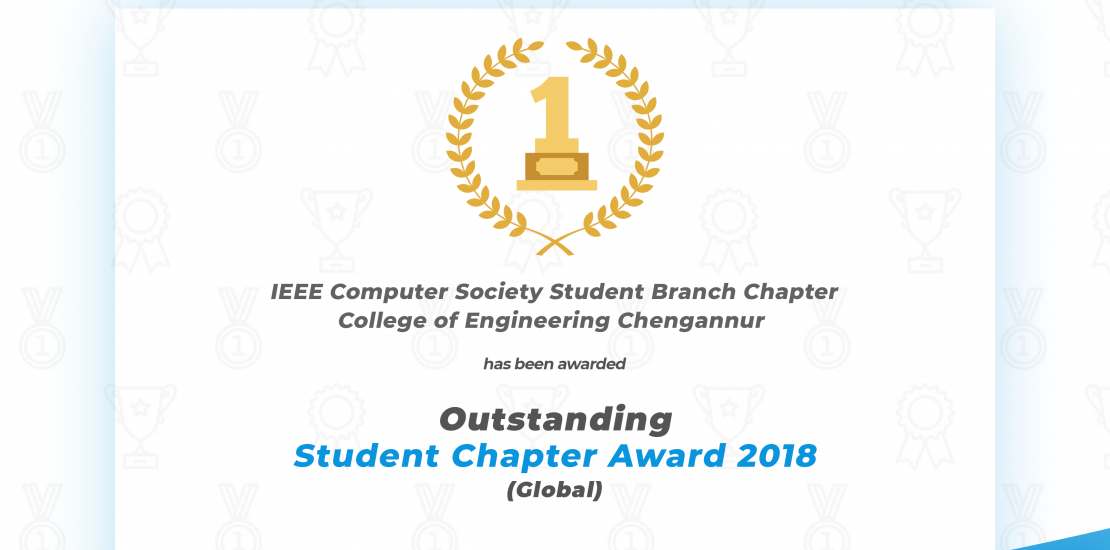 1
IEEE Computer Society Student Branch Chapter
College of Engineering Chengannur
has been awarded
Outstanding
Student Chapter Award 2018
(Global)